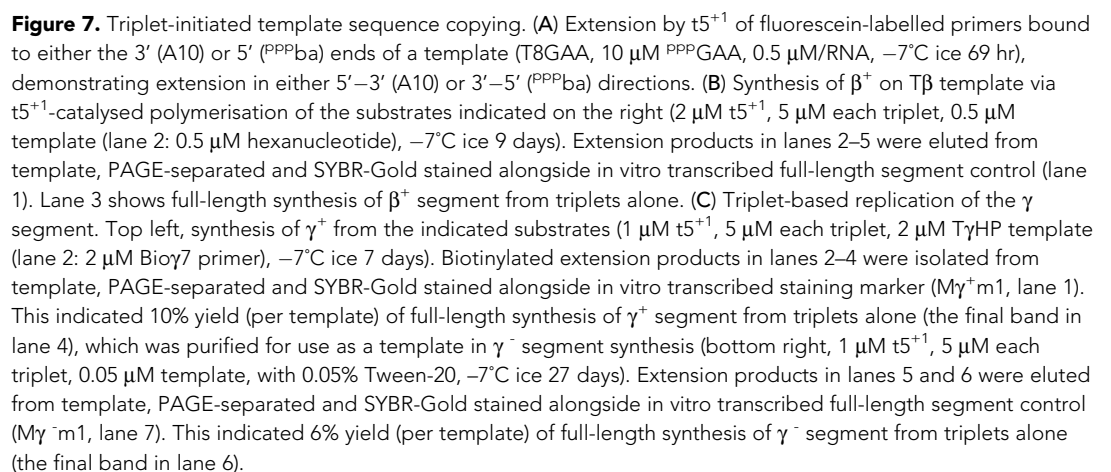 Figure 7. Triplet-initiated template sequence copying. (A) Extension by t5⁺¹ of fluorescein-labelled primers bound
to either the 3′ (A10) or 5′ (ᵖᵖᵖba) ends of a template (T8GAA, 10 μM ᵖᵖᵖGAA, 0.5 μM/RNA, −7˚C ice 69 hr),
demonstrating extension in either 5′−3′ (A10) or 3′−5′ (ᵖᵖᵖba) directions. (B) Synthesis of β⁺ on Tβ template via
t5⁺¹-catalysed polymerisation of the substrates indicated on the right (2 μM t5⁺¹, 5 μM each triplet, 0.5 μM
template (lane 2: 0.5 μM hexanucleotide), −7˚C ice 9 days). Extension products in lanes 2–5 were eluted from
template, PAGE-separated and SYBR-Gold stained alongside in vitro transcribed full-length segment control (lane
1). Lane 3 shows full-length synthesis of β⁺ segment from triplets alone. (C) Triplet-based replication of the γ
segment. Top left, synthesis of γ⁺ from the indicated substrates (1 μM t5⁺¹, 5 μM each triplet, 2 μM TγHP template
(lane 2: 2 μM Bioγ7 primer), −7˚C ice 7 days). Biotinylated extension products in lanes 2–4 were isolated from
template, PAGE-separated and SYBR-Gold stained alongside in vitro transcribed staining marker (Mγ⁺m1, lane 1).
This indicated 10% yield (per template) of full-length synthesis of γ⁺ segment from triplets alone (the final band in
lane 4), which was purified for use as a template in γ ⁻ segment synthesis (bottom right, 1 μM t5⁺¹, 5 μM each
triplet, 0.05 μM template, with 0.05% Tween-20, –7˚C ice 27 days). Extension products in lanes 5 and 6 were eluted
from template, PAGE-separated and SYBR-Gold stained alongside in vitro transcribed full-length segment control
(Mγ ⁻m1, lane 7). This indicated 6% yield (per template) of full-length synthesis of γ ⁻ segment from triplets alone
(the final band in lane 6).